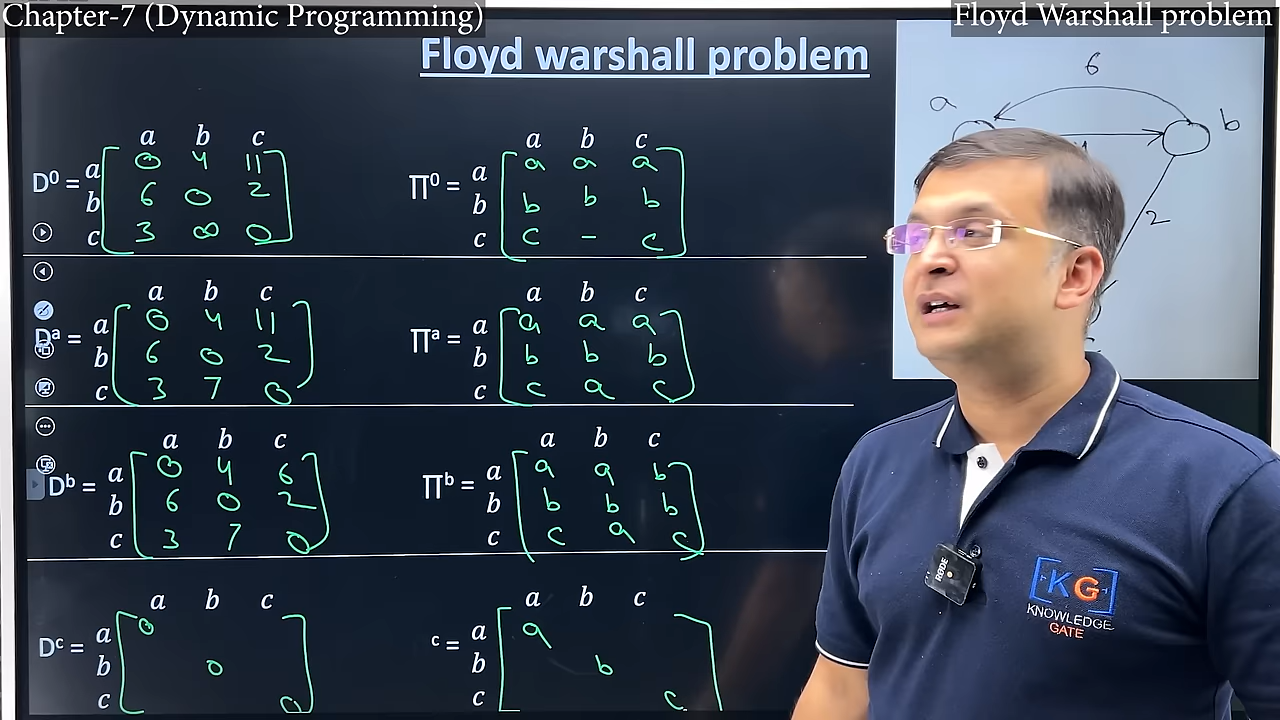 Chapter-7 (Dynamic Programming)
Floyd Warshall problem
Floyd warshall problem
a b c
D⁰ = a 0 4 11
b 6 0 2
c 3 ∞ 0
a b c
Π⁰ = a a a a
b b b b
c c - c
a b c
Dᵃ = a 0 4 11
b 6 0 2
c 3 7 0
a b c
Πᵃ = a a a a
b b b b
c c a c
a b c
Dᵇ = a 0 4 6
b 6 0 2
c 3 7 0
a b c
Πᵇ = a a a b
b b b b
c c a c
a b c
Dᶜ = a 0
b 0
c 0
a b c
ᶜ = a a
b b
c c
6
a
b
2
RØDE
KG
KNOWLEDGE
GATE